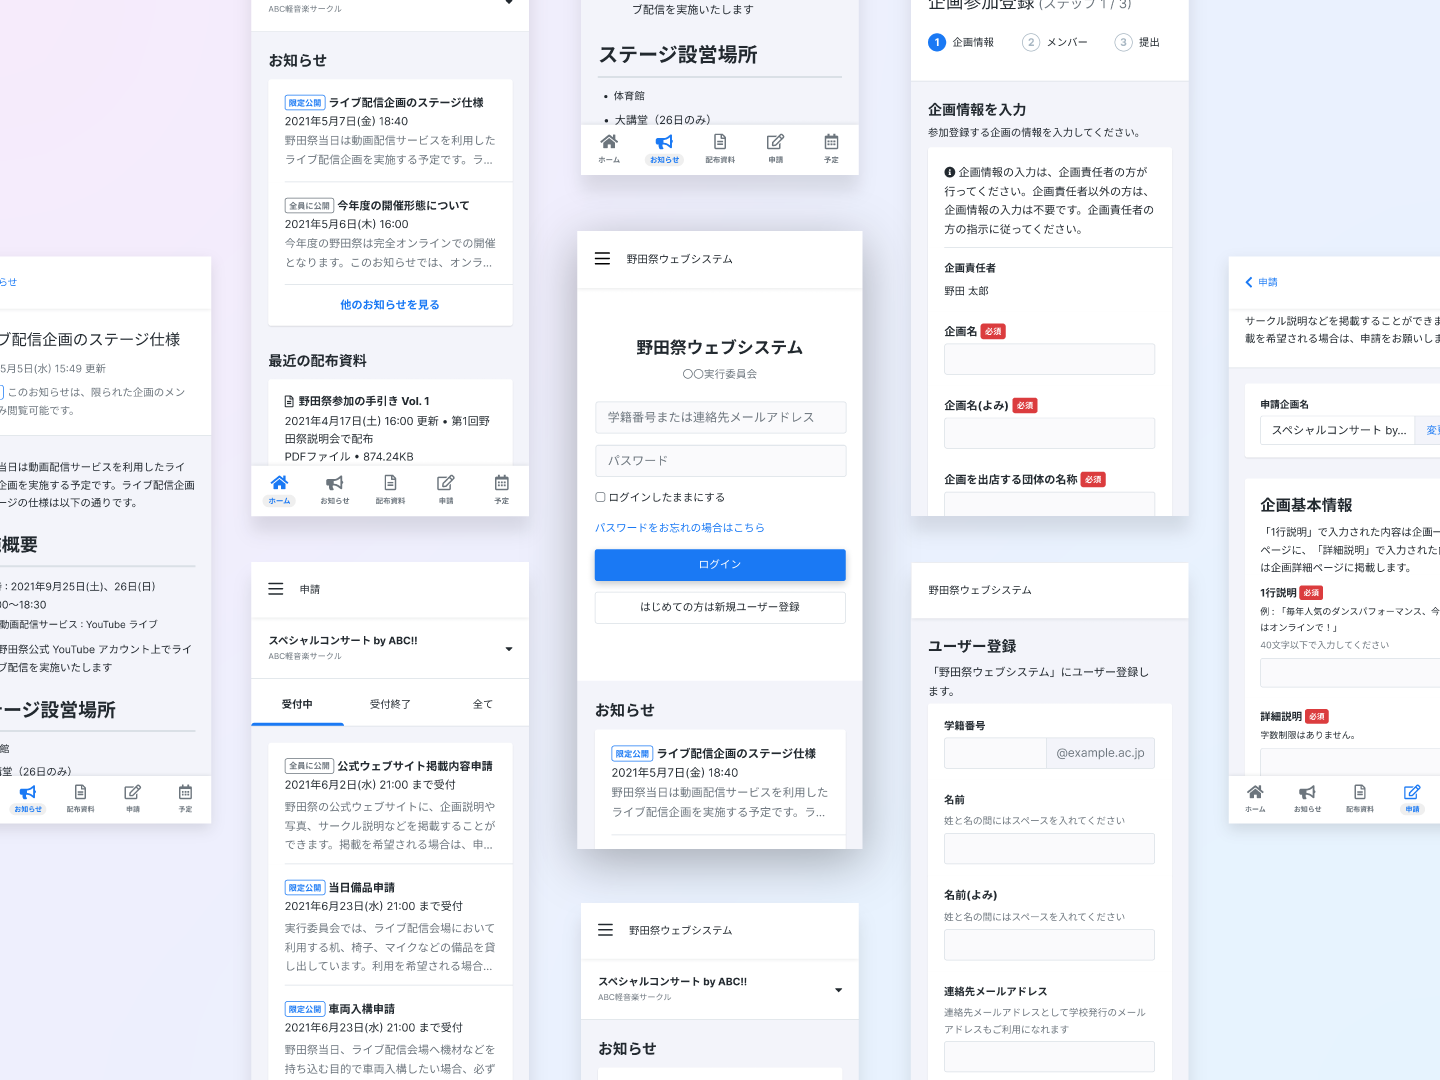 らせ
ブ配信企画のステージ仕様
5月5日(水) 15:49 更新
このお知らせは、限られた企画のメン
み閲覧可能です。
当日は動画配信サービスを利用したライ
企画を実施する予定です。ライブ配信企画
ージの仕様は以下の通りです。
概要
: 2021年9月25日(土)、26日(日)
00〜18:30
動画配信サービス : YouTube ライブ
野田祭公式 YouTube アカウント上でライ
ブ配信を実施いたします
ージ設営場所
館
堂（26日のみ）
お知らせ
配布資料
申請
予定
ABC軽音楽サークル
お知らせ
限定公開 ライブ配信企画のステージ仕様
2021年5月7日(金) 18:40
野田祭当日は動画配信サービスを利用した
ライブ配信企画を実施する予定です。ラ...
全員に公開 今年度の開催形態について
2021年5月6日(木) 16:00
今年度の野田祭は完全オンラインでの開催
となります。このお知らせでは、オンラ...
他のお知らせを見る
最近の配布資料
野田祭参加の手引き Vol. 1
2021年4月17日(土) 16:00 更新 • 第1回野
田祭説明会で配布
PDFファイル • 874.24KB
ホーム
お知らせ
配布資料
申請
予定
申請
スペシャルコンサート by ABC!!
ABC軽音楽サークル
受付中
受付終了
全て
全員に公開 公式ウェブサイト掲載内容申請
2021年6月2日(水) 21:00 まで受付
野田祭の公式ウェブサイトに、企画説明や
写真、サークル説明などを掲載することが
できます。掲載を希望される場合は、申...
限定公開 当日備品申請
2021年6月23日(水) 21:00 まで受付
実行委員会では、ライブ配信会場において
利用する机、椅子、マイクなどの備品を貸
し出しています。利用を希望される場合...
限定公開 車両入構申請
2021年6月23日(水) 21:00 まで受付
野田祭当日、ライブ配信会場へ機材などを
持ち込む目的で車両入構したい場合、必ず
ブ配信を実施いたします
ステージ設営場所
• 体育館
• 大講堂（26日のみ）
ホーム
お知らせ
配布資料
申請
予定
野田祭ウェブシステム
野田祭ウェブシステム
〇〇実行委員会
学籍番号または連絡先メールアドレス
パスワード
ログインしたままにする
パスワードをお忘れの場合はこちら
ログイン
はじめての方は新規ユーザー登録
お知らせ
限定公開 ライブ配信企画のステージ仕様
2021年5月7日(金) 18:40
野田祭当日は動画配信サービスを利用した
ライブ配信企画を実施する予定です。ラ...
野田祭ウェブシステム
スペシャルコンサート by ABC!!
ABC軽音楽サークル
お知らせ
企画参加登録 (ステップ 1 / 3)
1 企画情報
2 メンバー
3 提出
企画情報を入力
参加登録する企画の情報を入力してください。
企画情報の入力は、企画責任者の方が
行ってください。企画責任者以外の方は、
企画情報の入力は不要です。企画責任者の
方の指示に従ってください。
企画責任者
野田 太郎
企画名 必須
企画名(よみ) 必須
企画を出店する団体の名称 必須
野田祭ウェブシステム
ユーザー登録
「野田祭ウェブシステム」にユーザー登録し
ます。
学籍番号
@example.ac.jp
名前
姓と名の間にはスペースを入れてください
名前(よみ)
姓と名の間にはスペースを入れてください
連絡先メールアドレス
連絡先メールアドレスとして学校発行のメール
アドレスもご利用になれます
申請
サークル説明などを掲載することができま
載を希望される場合は、申請をお願いしま
申請企画名
スペシャルコンサート by...
変更
企画基本情報
「1行説明」で入力された内容は企画一
ページに、「詳細説明」で入力された内
は企画詳細ページに掲載します。
1行説明 必須
例 : 「毎年人気のダンスパフォーマンス、今
はオンラインで！」
40文字以下で入力してください
詳細説明 必須
字数制限はありません。
ホーム
お知らせ
配布資料
申請